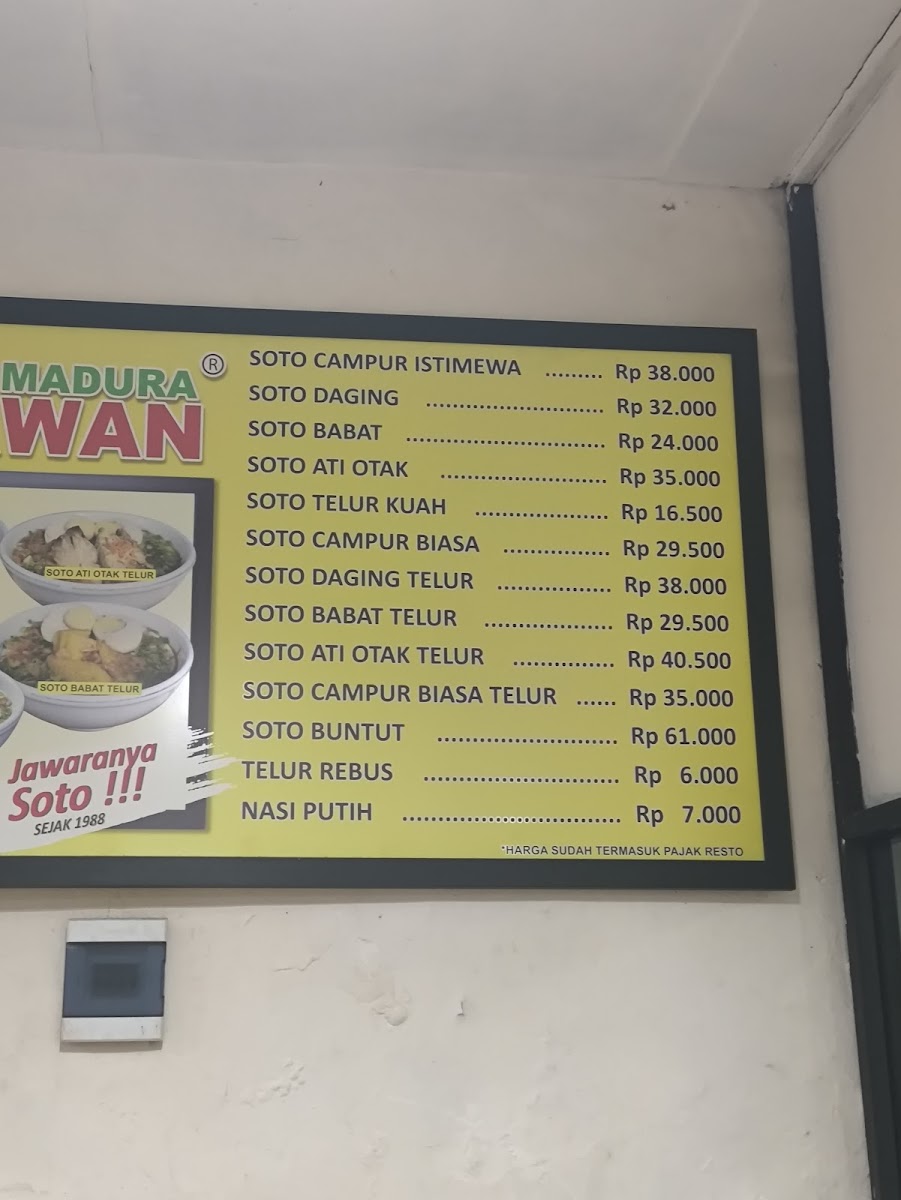 MADURA ®
WAN
SOTO ATI OTAK TELUR
SOTO BABAT TELUR
Jawaranya
Soto !!!
SEJAK 1988
SOTO CAMPUR ISTIMEWA ......... Rp 38.000
SOTO DAGING ............................ Rp 32.000
SOTO BABAT ............................... Rp 24.000
SOTO ATI OTAK .......................... Rp 35.000
SOTO TELUR KUAH ..................... Rp 16.500
SOTO CAMPUR BIASA ................. Rp 29.500
SOTO DAGING TELUR .................. Rp 38.000
SOTO BABAT TELUR .................... Rp 29.500
SOTO ATI OTAK TELUR ................ Rp 40.500
SOTO CAMPUR BIASA TELUR ...... Rp 35.000
SOTO BUNTUT ............................ Rp 61.000
TELUR REBUS ............................... Rp 6.000
NASI PUTIH .................................. Rp 7.000
*HARGA SUDAH TERMASUK PAJAK RESTO